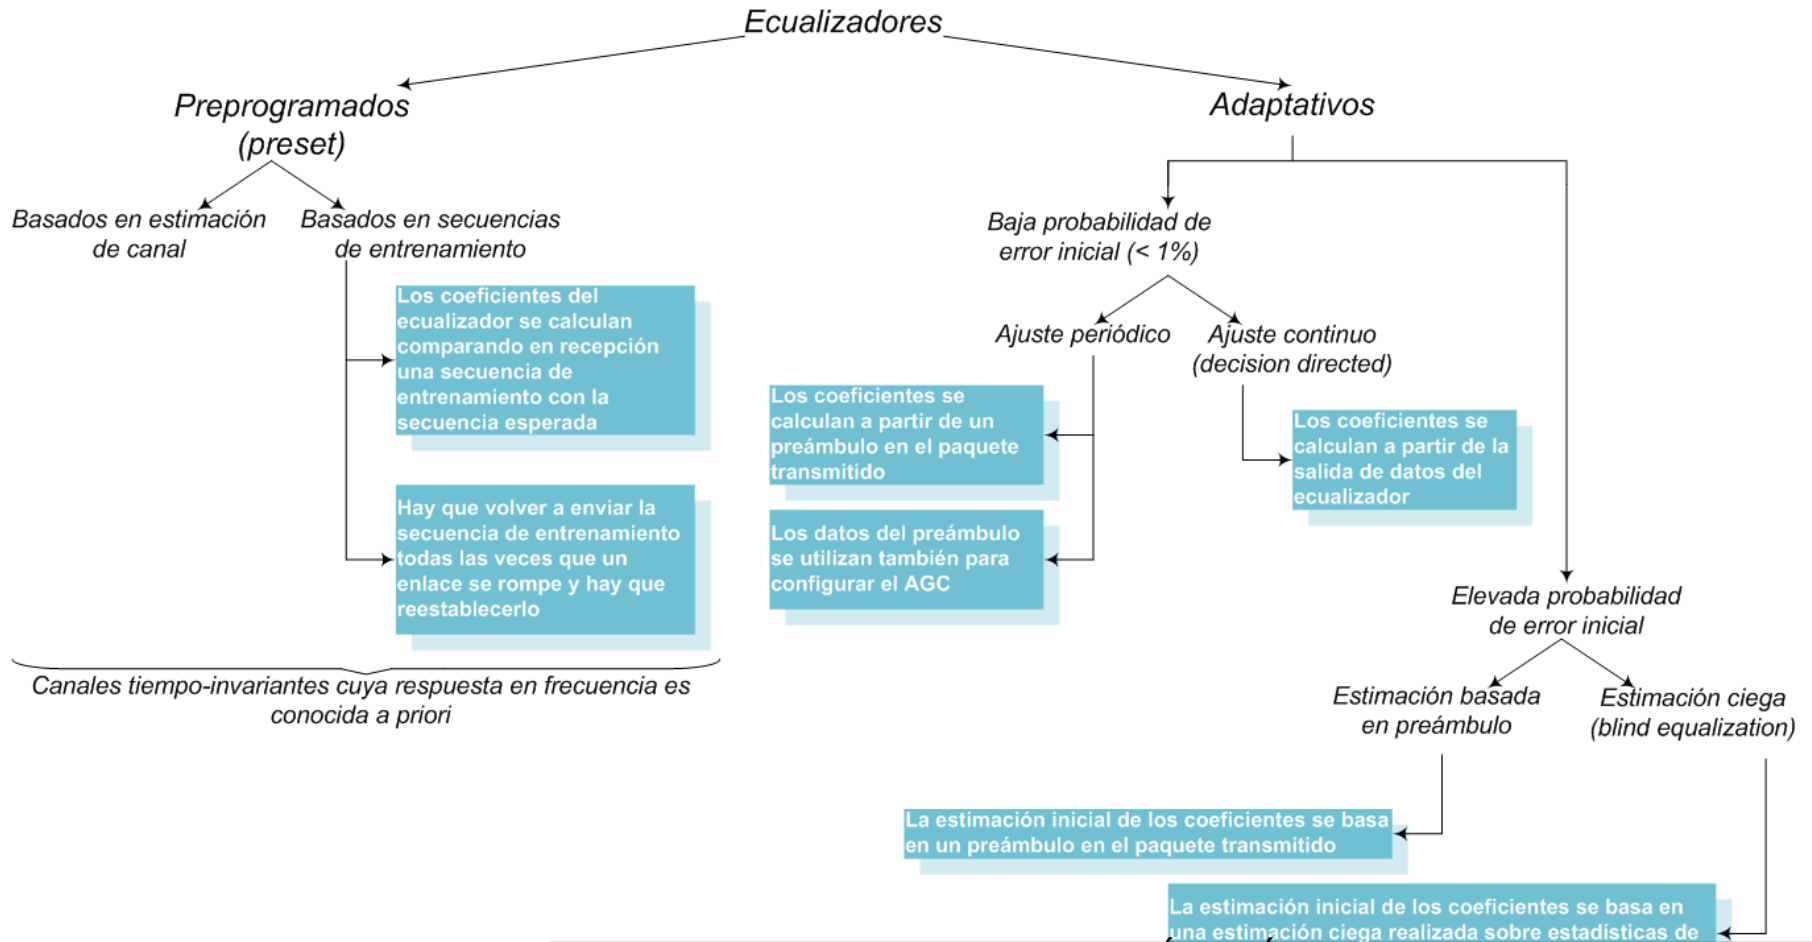 Ecualizadores
Preprogramados
(preset)
Adaptativos
Basados en estimación
de canal
Basados en secuencias
de entrenamiento
Los coeficientes del
ecualizador se calculan
comparando en recepción
una secuencia de
entrenamiento con la
secuencia esperada
Hay que volver a enviar la
secuencia de entrenamiento
todas las veces que un
enlace se rompe y hay que
reestablecerlo
Canales tiempo-invariantes cuya respuesta en frecuencia es
conocida a priori
Baja probabilidad de
error inicial (< 1%)
Ajuste periódico
Ajuste continuo
(decision directed)
Los coeficientes se
calculan a partir de un
preámbulo en el paquete
transmitido
Los datos del preámbulo
se utilizan también para
configurar el AGC
Los coeficientes se
calculan a partir de la
salida de datos del
ecualizador
Elevada probabilidad
de error inicial
Estimación basada
en preámbulo
Estimación ciega
(blind equalization)
La estimación inicial de los coeficientes se basa
en un preámbulo en el paquete transmitido
La estimación inicial de los coeficientes se basa en
una estimación ciega realizada sobre estadísticas de